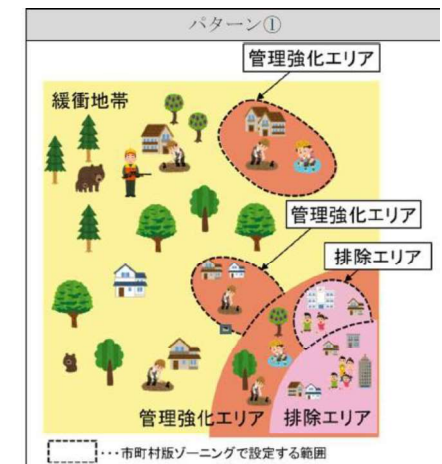 パターン①
管理強化エリア
緩衝地帯
管理強化エリア
排除エリア
管理強化エリア
排除エリア
･･･市町村版ゾーニングで設定する範囲